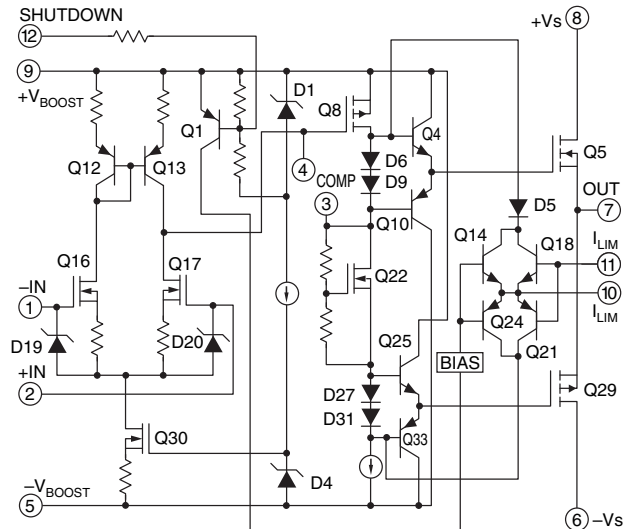 SHUTDOWN
12
9
+VBOOST
Q12
Q13
Q1
D1
Q8
4
COMP
3
D6
D9
Q4
Q10
+Vs
8
Q5
OUT
7
D5
Q14
Q18
ILIM
11
10
ILIM
Q24
Q21
BIAS
Q16
Q17
–IN
1
D19
D20
+IN
2
Q22
Q25
D27
D31
Q33
Q29
Q30
–VBOOST
5
D4
6
–Vs